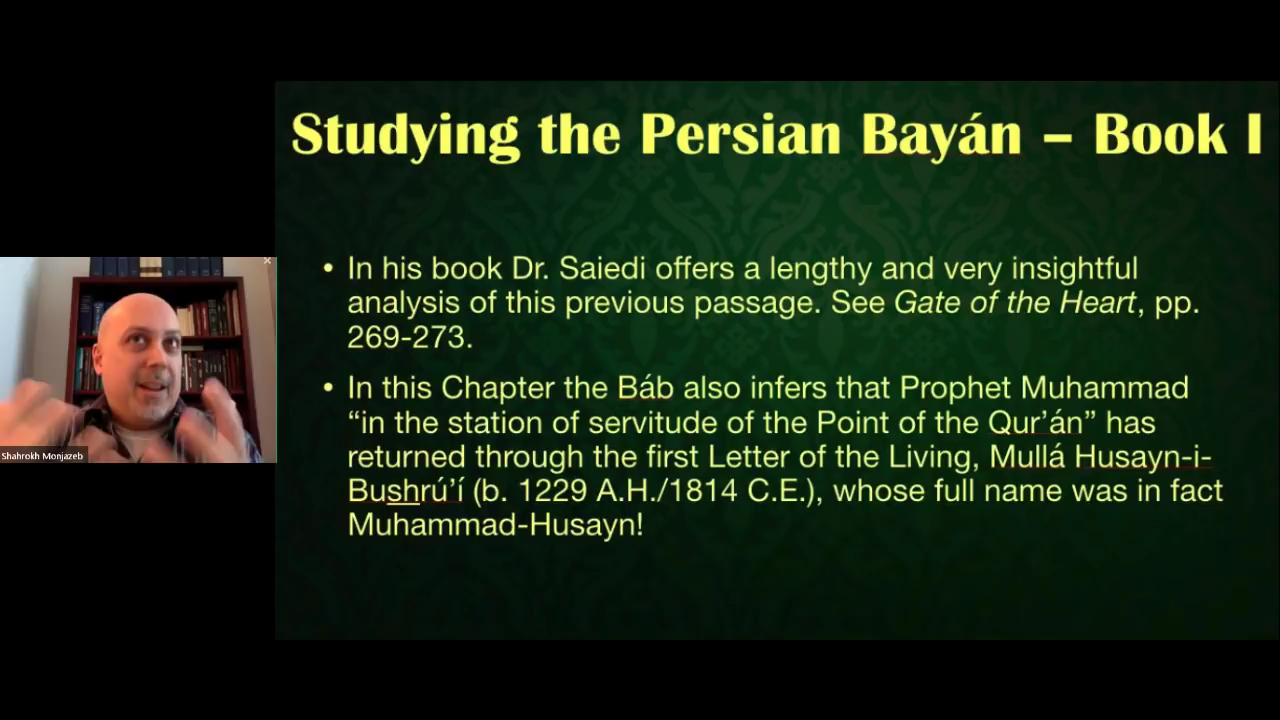 Studying the Persian Bayán – Book I
• In his book Dr. Saiedi offers a lengthy and very insightful
analysis of this previous passage. See Gate of the Heart, pp.
269-273.
• In this Chapter the Báb also infers that Prophet Muhammad
“in the station of servitude of the Point of the Qur’án” has
returned through the first Letter of the Living, Mullá Husayn-i-
Bushrú’í (b. 1229 A.H./1814 C.E.), whose full name was in fact
Muhammad-Husayn!
Shahrokh Monjazeb